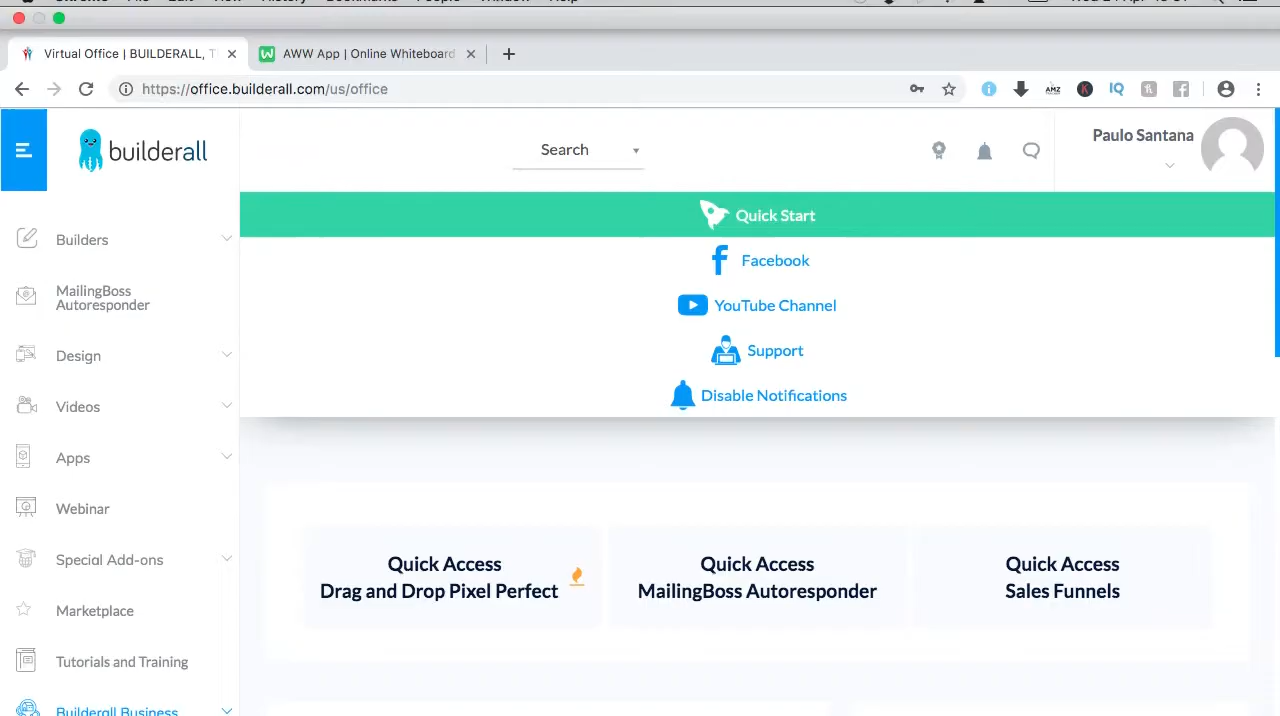 Virtual Office | BUILDERALL, T
AWW App | Online Whiteboard
https://office.builderall.com/us/office
AMZ
K
IQ
builderall
Search
Paulo Santana
Quick Start
Facebook
YouTube Channel
Support
Disable Notifications
Builders
MailingBoss
Autoresponder
Design
Videos
Apps
Webinar
Special Add-ons
Marketplace
Tutorials and Training
Builderall Business
Quick Access
Drag and Drop Pixel Perfect
Quick Access
MailingBoss Autoresponder
Quick Access
Sales Funnels